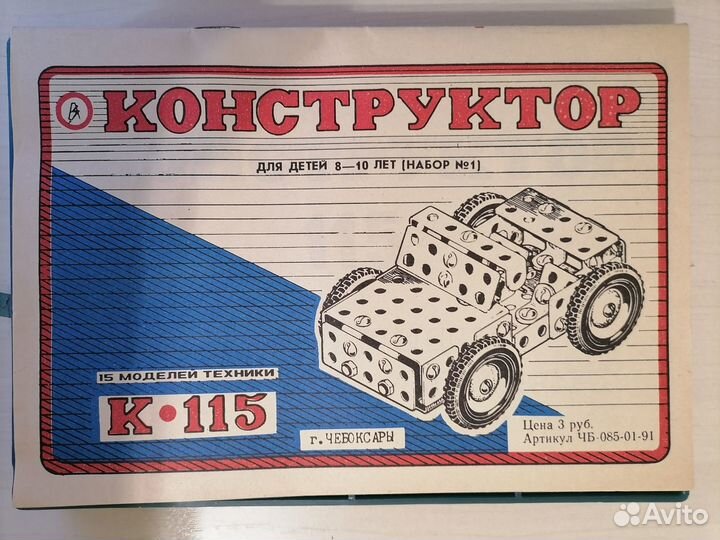 КОНСТРУКТОР
ДЛЯ ДЕТЕЙ 8—10 ЛЕТ (НАБОР №1)
15 МОДЕЛЕЙ ТЕХНИКИ
К•115
г. ЧЕБОКСАРЫ
Цена 3 руб.
Артикул ЧБ-085-01-91
Avito